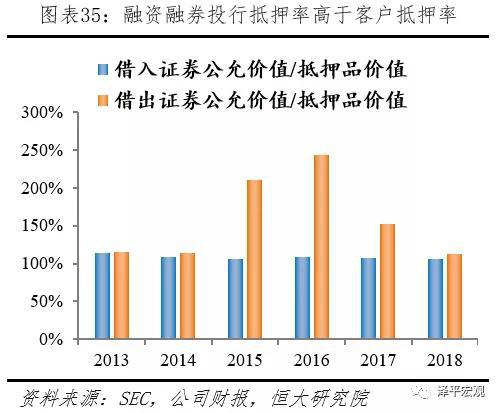 图表35：融资融券投行抵押率高于客户抵押率
借入证券公允价值/抵押品价值
借出证券公允价值/抵押品价值
300%
250%
200%
150%
100%
50%
0%
2013 2014 2015 2016 2017 2018
资料来源：SEC，公司财报，恒大研究院
泽平宏观